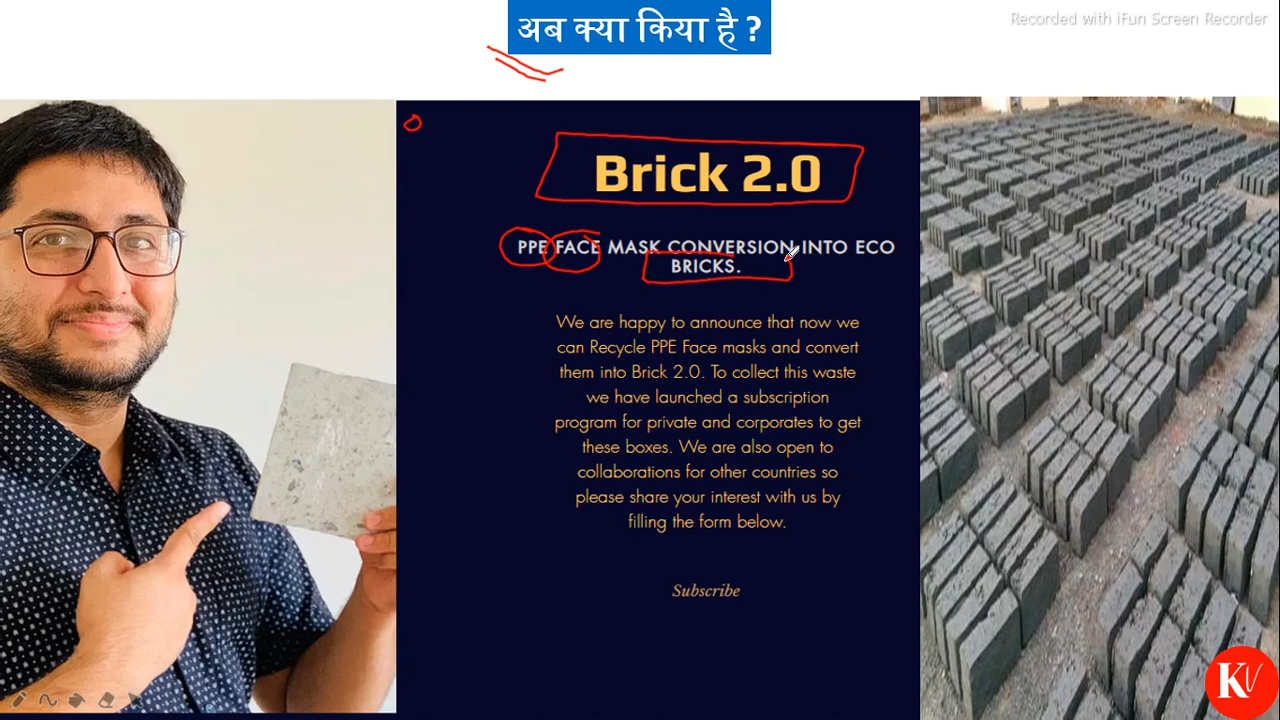 अब क्या किया है ?
Recorded with iFun Screen Recorder
Brick 2.0
PPE FACE MASK CONVERSION INTO ECO
BRICKS.
We are happy to announce that now we
can Recycle PPE Face masks and convert
them into Brick 2.0. To collect this waste
we have launched a subscription
program for private and corporates to get
these boxes. We are also open to
collaborations for other countries so
please share your interest with us by
filling the form below.
Subscribe
KV